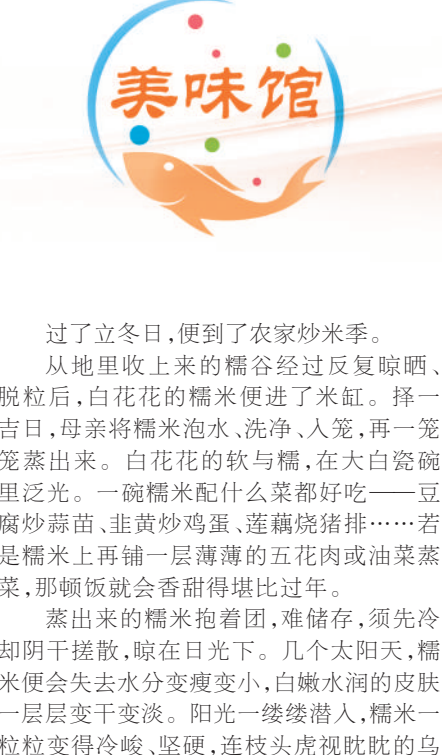 美味馆
过了立冬日,便到了农家炒米季。
从地里收上来的糯谷经过反复晾晒、
脱粒后,白花花的糯米便进了米缸。择一
吉日,母亲将糯米泡水、洗净、入笼,再一笼
笼蒸出来。白花花的软与糯,在大白瓷碗
里泛光。一碗糯米配什么菜都好吃——豆
腐炒蒜苗、韭黄炒鸡蛋、莲藕烧猪排……若
是糯米上再铺一层薄薄的五花肉或油菜蒸
菜,那顿饭就会香甜得堪比过年。
蒸出来的糯米抱着团,难储存,须先冷
却阴干搓散,晾在日光下。几个太阳天,糯
米便会失去水分变瘦变小,白嫩水润的皮肤
一层层变干变淡。阳光一缕缕潜入,糯米一
粒粒变得冷峻、坚硬,连枝头虎视眈眈的乌